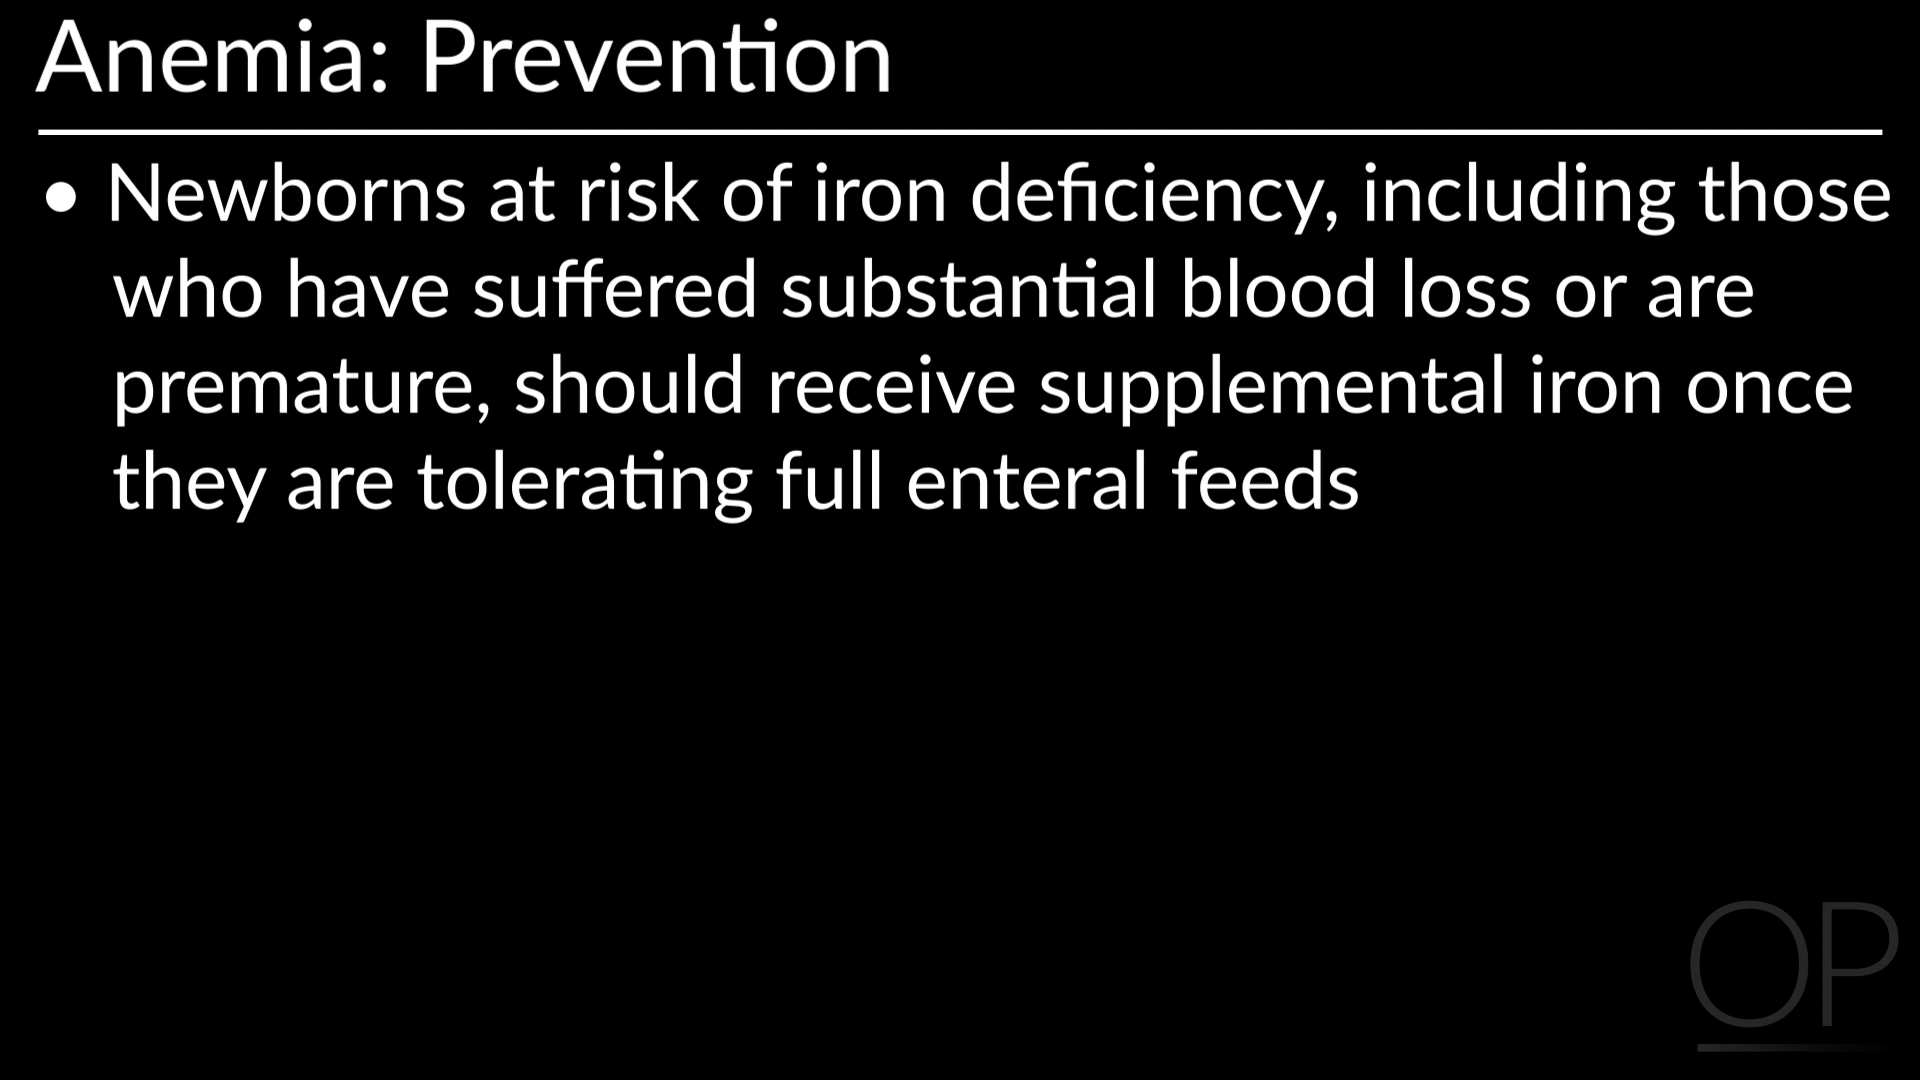 Anemia: Prevention
• Newborns at risk of iron deficiency, including those
who have suffered substantial blood loss or are
premature, should receive supplemental iron once
they are tolerating full enteral feeds
OP